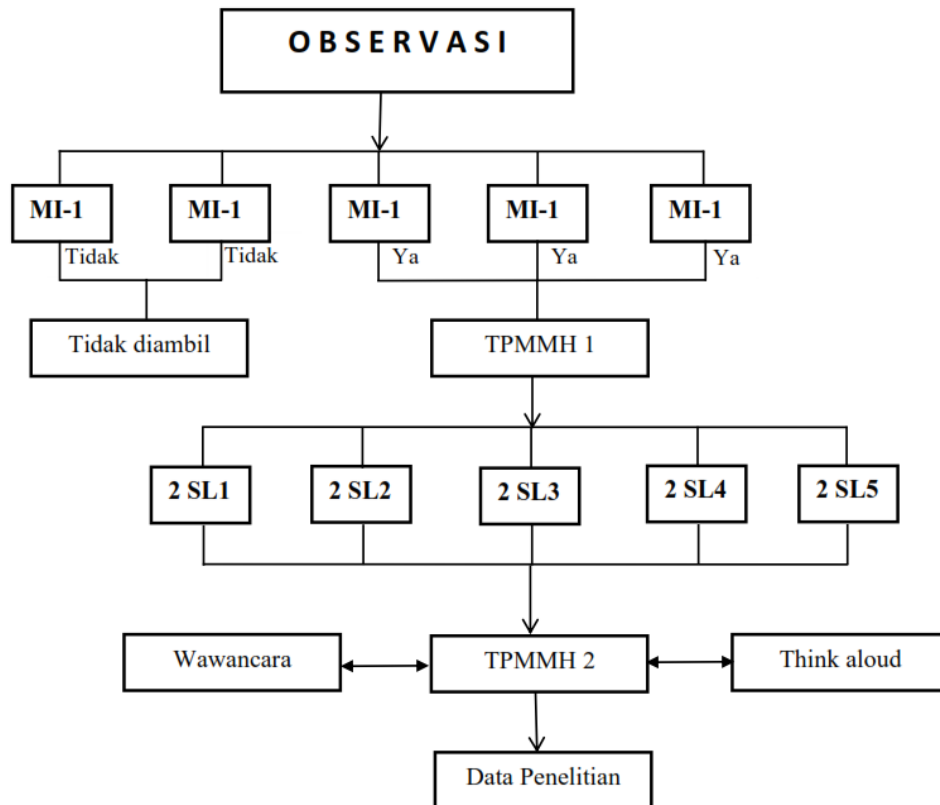 O B S E R V A S I
MI-1 MI-1 MI-1 MI-1 MI-1
Tidak Tidak Ya Ya Ya
Tidak diambil TPMMH 1
2 SL1 2 SL2 2 SL3 2 SL4 2 SL5
Wawancara TPMMH 2 Think aloud
Data Penelitian